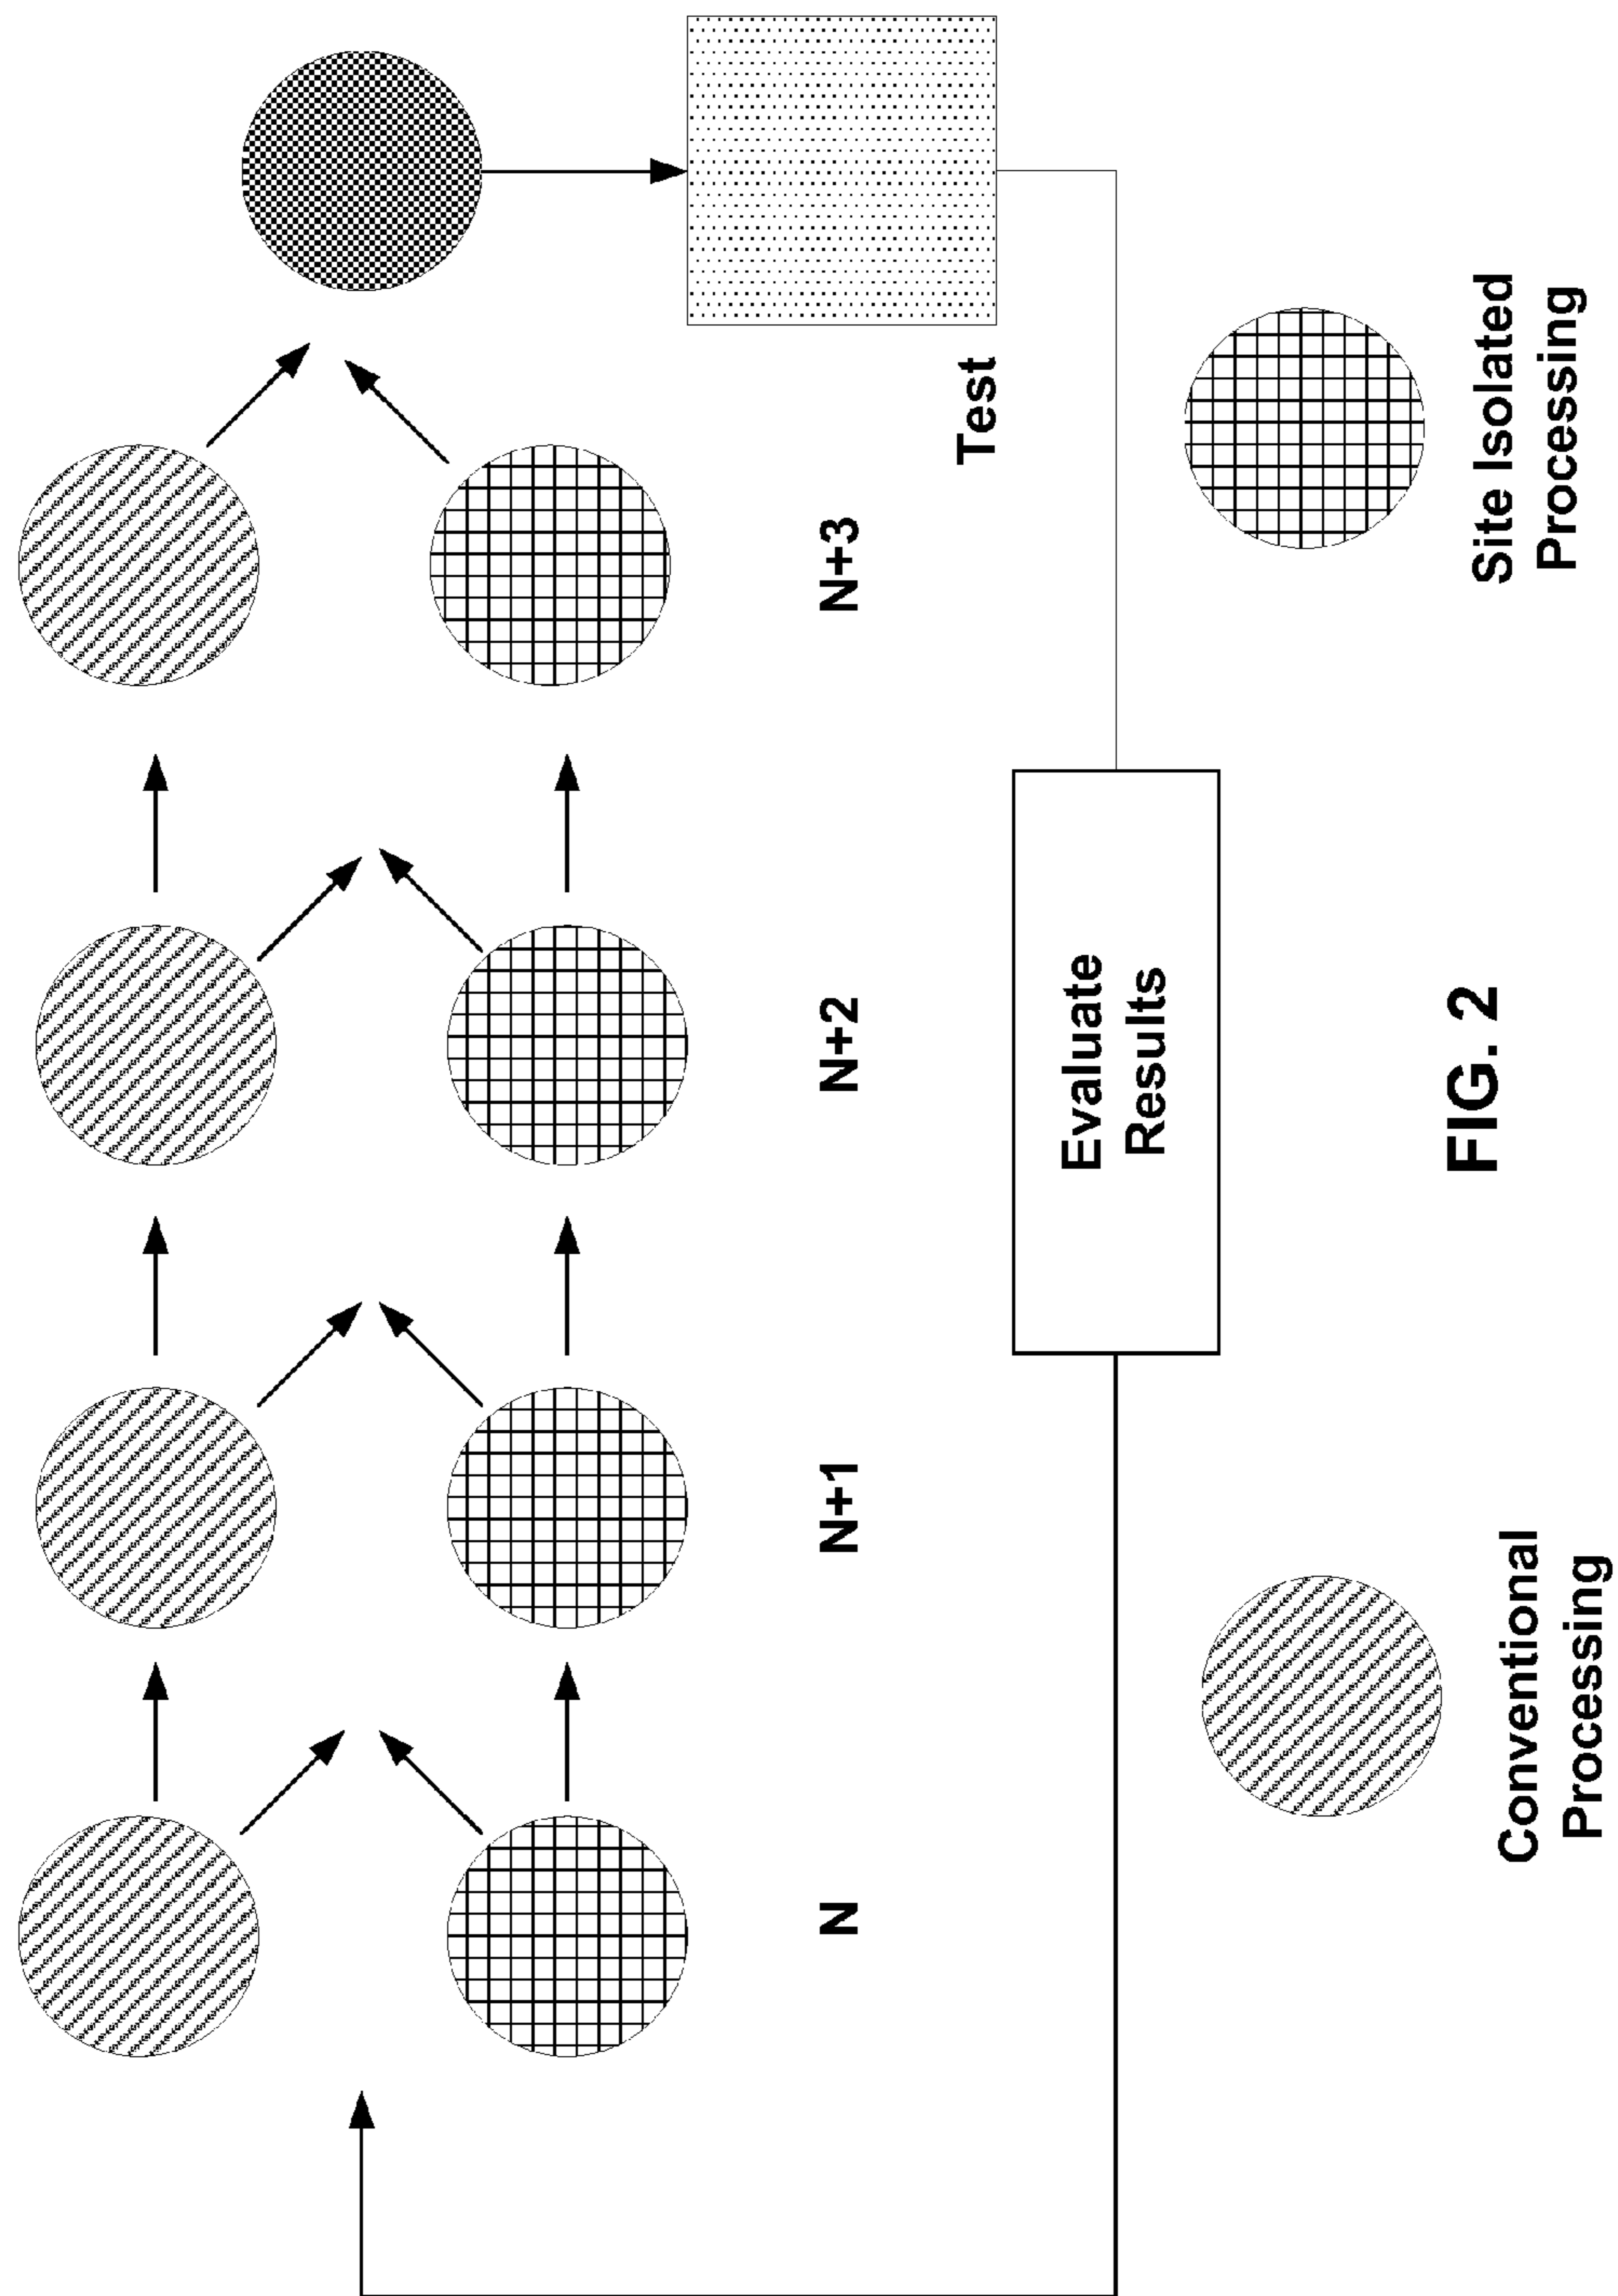 N
N+1
N+2
N+3
Test
Evaluate
Results
Conventional
Processing
Site Isolated
Processing
FIG. 2